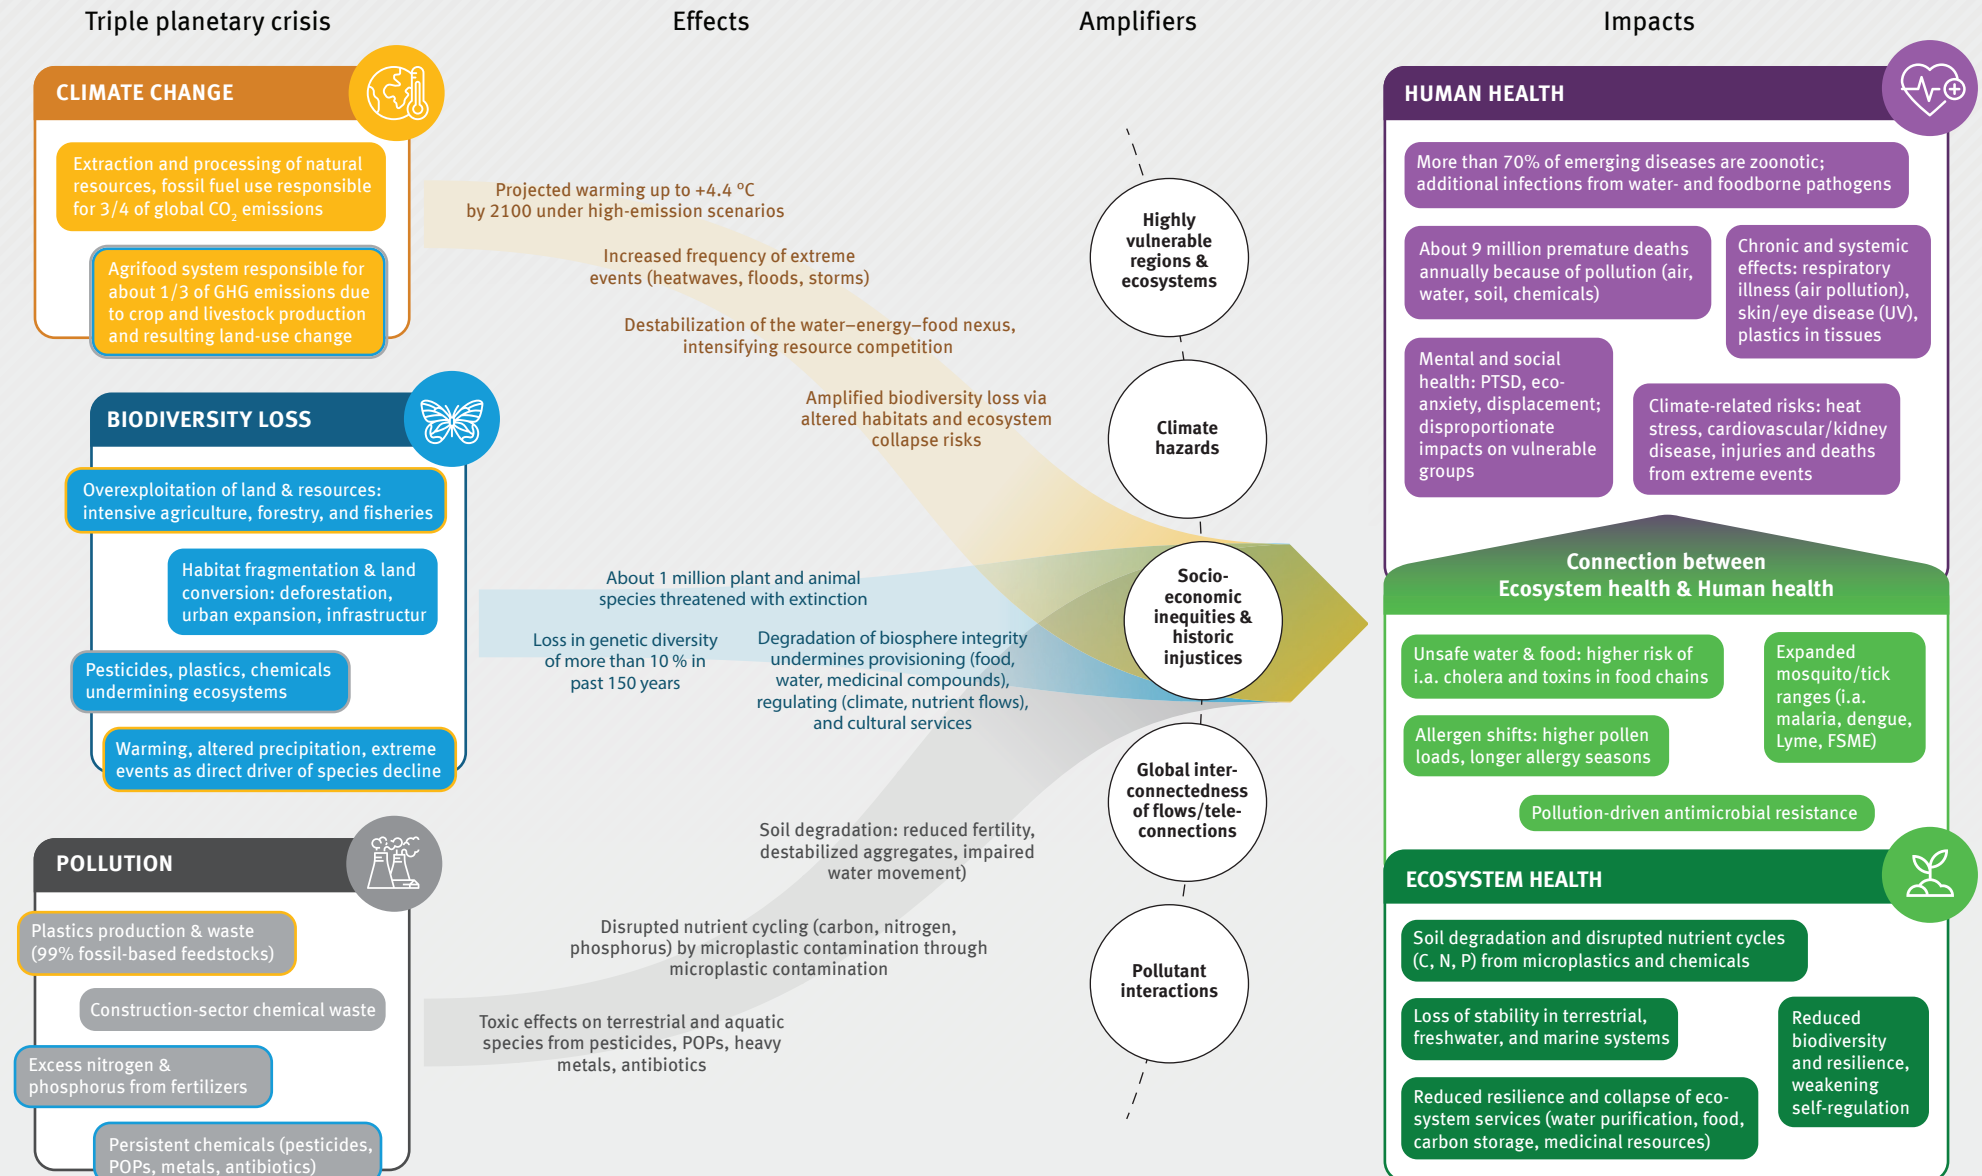 Triple planetary crisis
Effects
Amplifiers
Impacts
CLIMATE CHANGE
Extraction and processing of natural
resources, fossil fuel use responsible
for 3/4 of global CO₂ emissions
Agrifood system responsible for
about 1/3 of GHG emissions due
to crop and livestock production
and resulting land-use change
BIODIVERSITY LOSS
Overexploitation of land & resources:
intensive agriculture, forestry, and fisheries
Habitat fragmentation & land
conversion: deforestation,
urban expansion, infrastructur
Pesticides, plastics, chemicals
undermining ecosystems
Warming, altered precipitation, extreme
events as direct driver of species decline
POLLUTION
Plastics production & waste
(99% fossil-based feedstocks)
Construction-sector chemical waste
Excess nitrogen &
phosphorus from fertilizers
Persistent chemicals (pesticides,
POPs, metals, antibiotics)
Projected warming up to +4.4 °C
by 2100 under high-emission scenarios
Increased frequency of extreme
events (heatwaves, floods, storms)
Destabilization of the water–energy–food nexus,
intensifying resource competition
Amplified biodiversity loss via
altered habitats and ecosystem
collapse risks
About 1 million plant and animal
species threatened with extinction
Loss in genetic diversity
of more than 10 % in
past 150 years
Degradation of biosphere integrity
undermines provisioning (food,
water, medicinal compounds),
regulating (climate, nutrient flows),
and cultural services
Soil degradation: reduced fertility,
destabilized aggregates, impaired
water movement)
Disrupted nutrient cycling (carbon, nitrogen,
phosphorus) by microplastic contamination through
microplastic contamination
Toxic effects on terrestrial and aquatic
species from pesticides, POPs, heavy
metals, antibiotics
Highly
vulnerable
regions &
ecosystems
Climate
hazards
Socio-
economic
inequities &
historic
injustices
Global inter-
connectedness
of flows/tele-
connections
Pollutant
interactions
HUMAN HEALTH
More than 70% of emerging diseases are zoonotic;
additional infections from water- and foodborne pathogens
About 9 million premature deaths
annually because of pollution (air,
water, soil, chemicals)
Chronic and systemic
effects: respiratory
illness (air pollution),
skin/eye disease (UV),
plastics in tissues
Mental and social
health: PTSD, eco-
anxiety, displacement;
disproportionate
impacts on vulnerable
groups
Climate-related risks: heat
stress, cardiovascular/kidney
disease, injuries and deaths
from extreme events
Connection between
Ecosystem health & Human health
Unsafe water & food: higher risk of
i.a. cholera and toxins in food chains
Expanded
mosquito/tick
ranges (i.a.
malaria, dengue,
Lyme, FSME)
Allergen shifts: higher pollen
loads, longer allergy seasons
Pollution-driven antimicrobial resistance
ECOSYSTEM HEALTH
Soil degradation and disrupted nutrient cycles
(C, N, P) from microplastics and chemicals
Loss of stability in terrestrial,
freshwater, and marine systems
Reduced
biodiversity
and resilience,
weakening
self-regulation
Reduced resilience and collapse of eco-
system services (water purification, food,
carbon storage, medicinal resources)